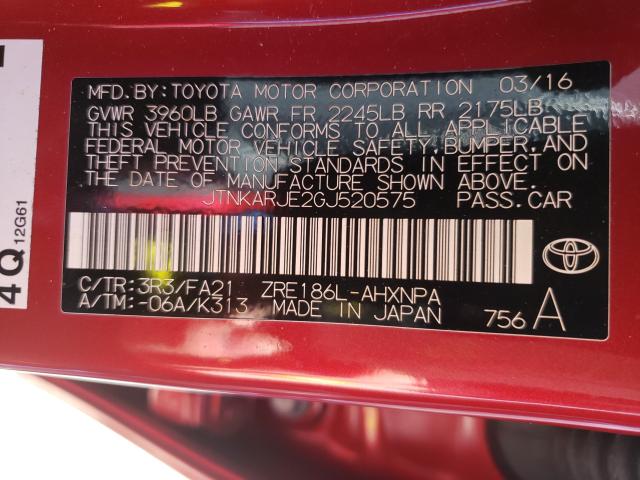 MFD. BY: TOYOTA MOTOR CORPORATION 03/16
GVWR 3960LB GAWR FR 2245LB RR 2175LB
THIS VEHICLE CONFORMS TO ALL APPLICABLE
FEDERAL MOTOR VEHICLE SAFETY, BUMPER, AND
THEFT PREVENTION STANDARDS IN EFFECT ON
THE DATE OF MANUFACTURE SHOWN ABOVE.
JTNKARJE2GJ520575 PASS. CAR
C/TR: 3R3/FA21 ZRE186L-AHXNPA
A/TM: -06A/K313 MADE IN JAPAN
756 A
TOYOTA
4Q 12G61